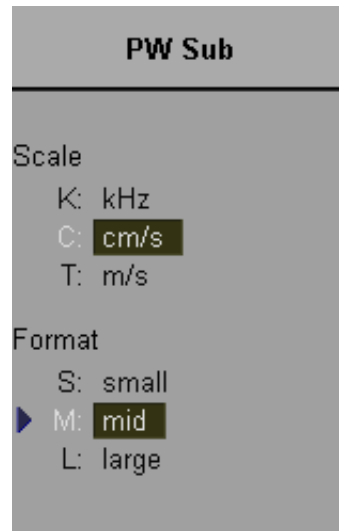 PW Sub
Scale
K: kHz
C: cm/s
T: m/s
Format
S: small
M: mid
L: large